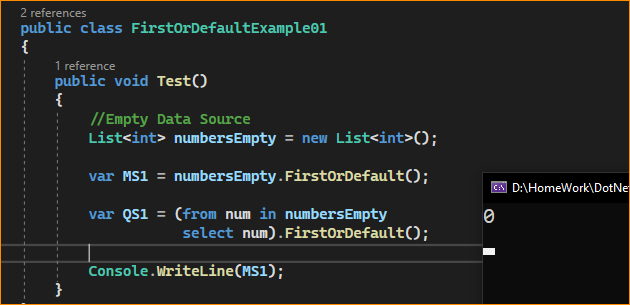 2 references
public class FirstOrDefaultExample01
{
1 reference
public void Test()
{
//Empty Data Source
List<int> numbersEmpty = new List<int>();
var MS1 = numbersEmpty.FirstOrDefault();
var QS1 = (from num in numbersEmpty
select num).FirstOrDefault();
Console.WriteLine(MS1);
}
D:\HomeWork\DotNe
0